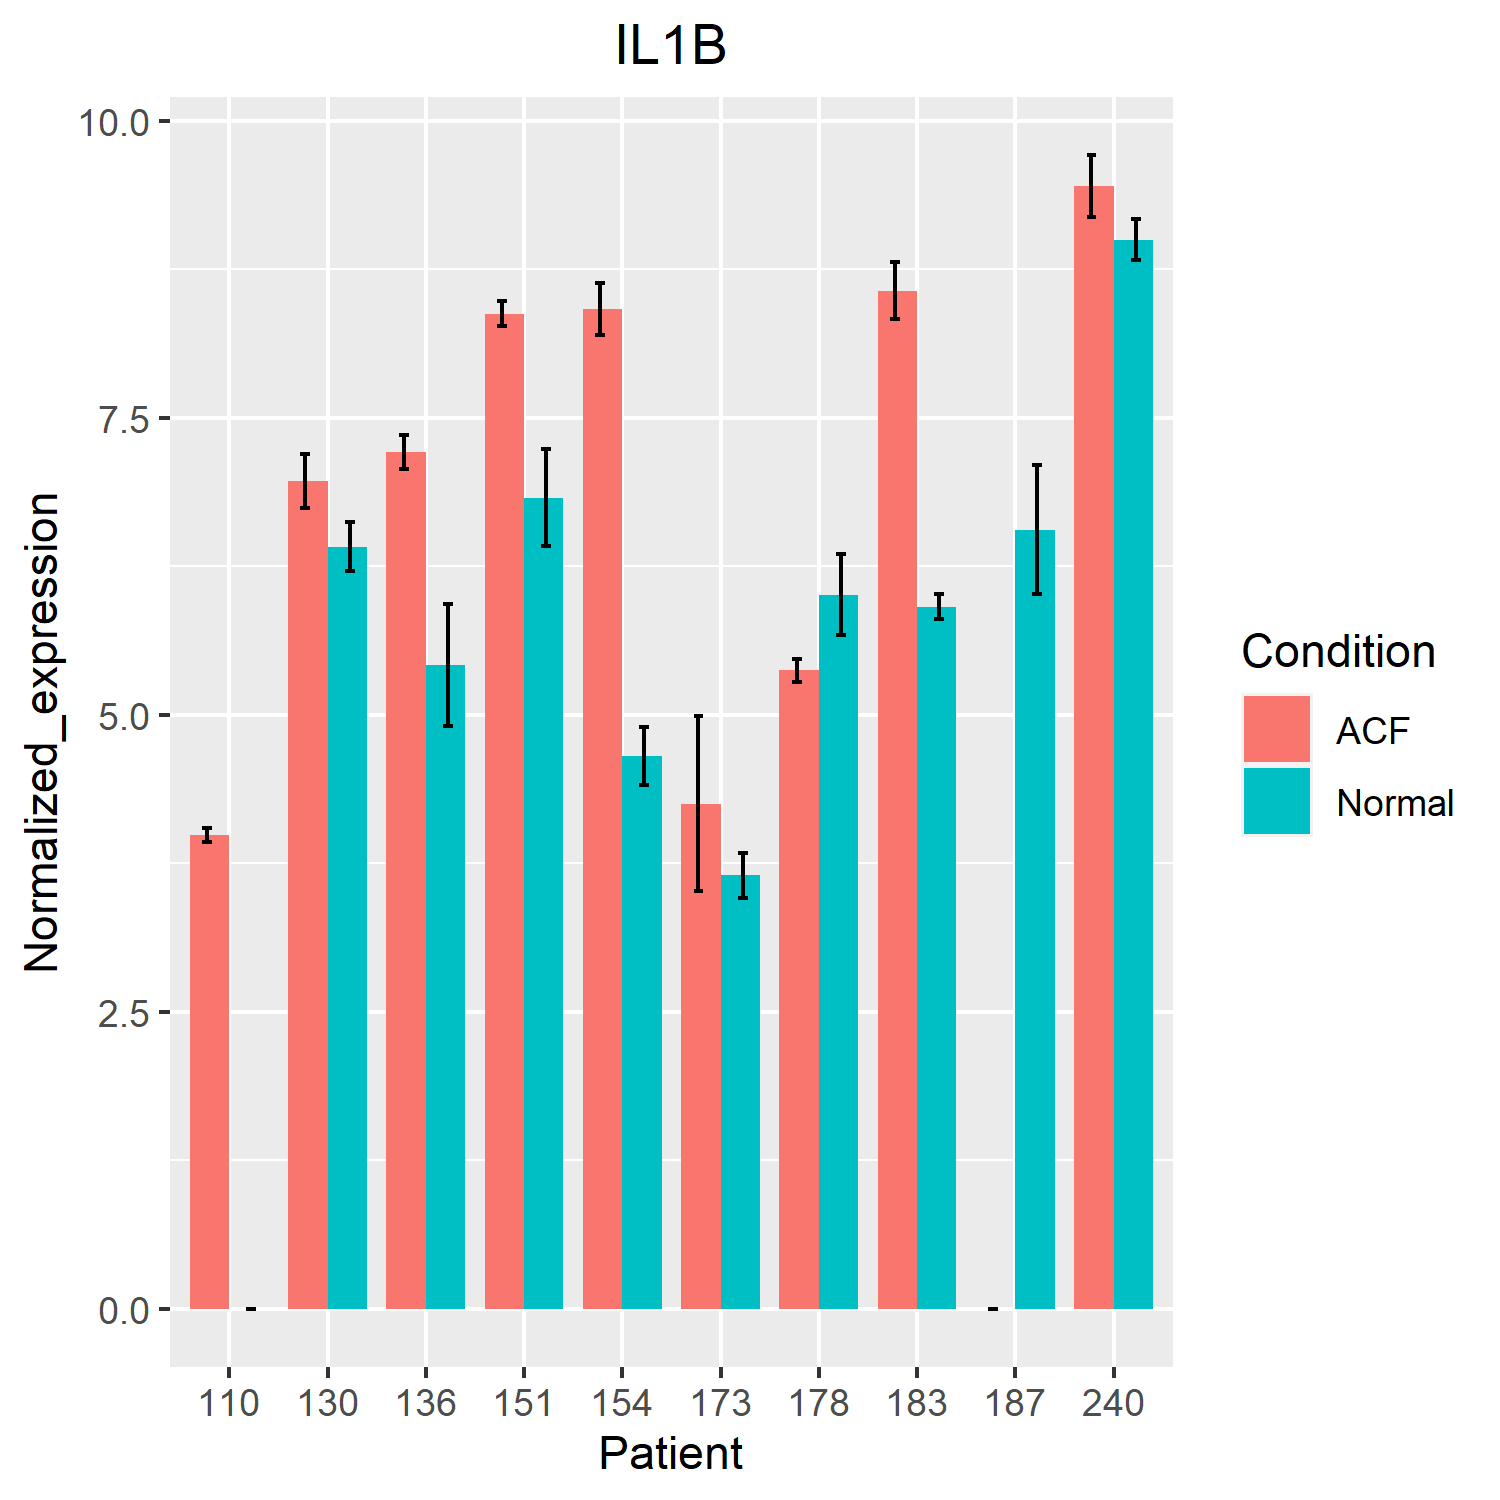 IL1B
10.0
7.5
5.0
2.5
0.0
Normalized_expression
110 130 136 151 154 173 178 183 187 240
Patient
Condition
ACF
Normal